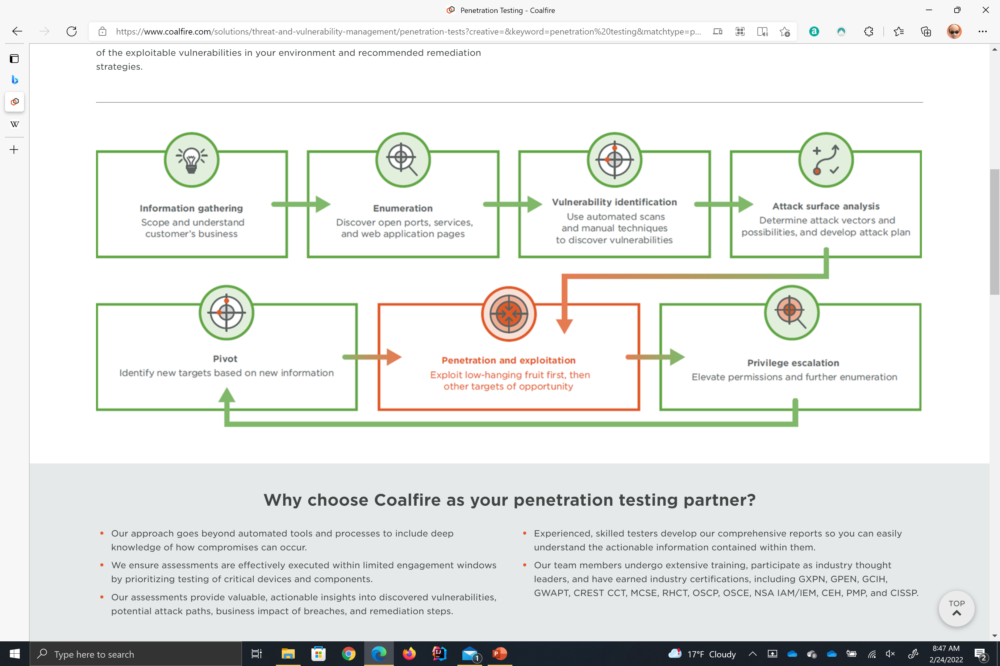 Penetration Testing - Coalfire
https://www.coalfire.com/solutions/threat-and-vulnerability-management/penetration-tests?creative=&keyword=penetration%20testing&matchtype=p...
of the exploitable vulnerabilities in your environment and recommended remediation
strategies.
Information gathering
Scope and understand
customer's business
Enumeration
Discover open ports, services,
and web application pages
Vulnerability identification
Use automated scans
and manual techniques
to discover vulnerabilities
Attack surface analysis
Determine attack vectors and
possibilities, and develop attack plan
Pivot
Identify new targets based on new information
Penetration and exploitation
Exploit low-hanging fruit first, then
other targets of opportunity
Privilege escalation
Elevate permissions and further enumeration
Why choose Coalfire as your penetration testing partner?
• Our approach goes beyond automated tools and processes to include deep
knowledge of how compromises can occur.
• We ensure assessments are effectively executed within limited engagement windows
by prioritizing testing of critical devices and components.
• Our assessments provide valuable, actionable insights into discovered vulnerabilities,
potential attack paths, business impact of breaches, and remediation steps.
• Experienced, skilled testers develop our comprehensive reports so you can easily
understand the actionable information contained within them.
• Our team members undergo extensive training, participate as industry thought
leaders, and have earned industry certifications, including GXPN, GPEN, GCIH,
GWAPT, CREST CCT, MCSE, RHCT, OSCP, OSCE, NSA IAM/IEM, CEH, PMP, and CISSP.
TOP
Type here to search
1
17°F Cloudy
8:47 AM
2/24/2022
2